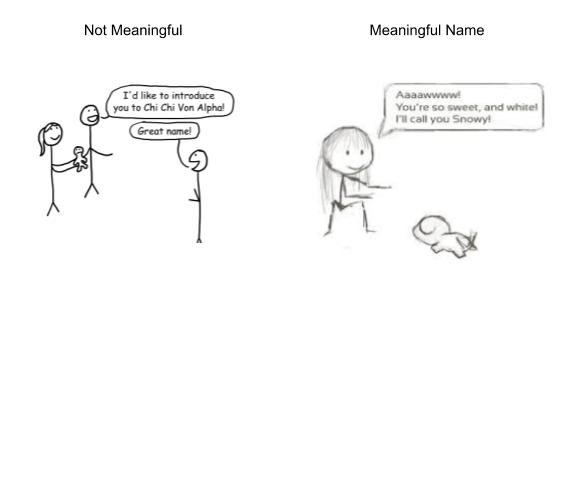 Not Meaningful
Meaningful Name
I'd like to introduce
you to Chi Chi Von Alpha!
Great name!
Aaaawwww!
You're so sweet, and white!
I'll call you Snowy!